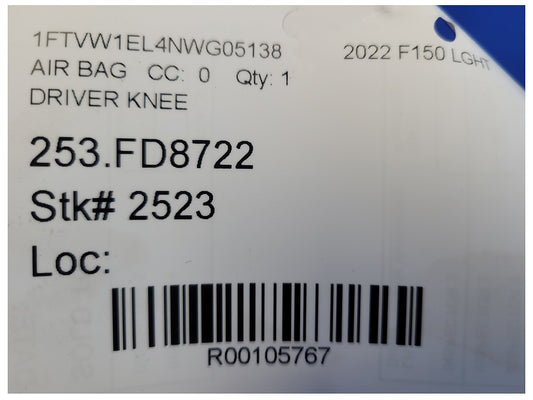 1FTVW1EL4NWG05138 2022 F150 LGHT
AIR BAG CC: 0 Qty: 1
DRIVER KNEE
253.FD8722
Stk# 2523
Loc:
R00105767